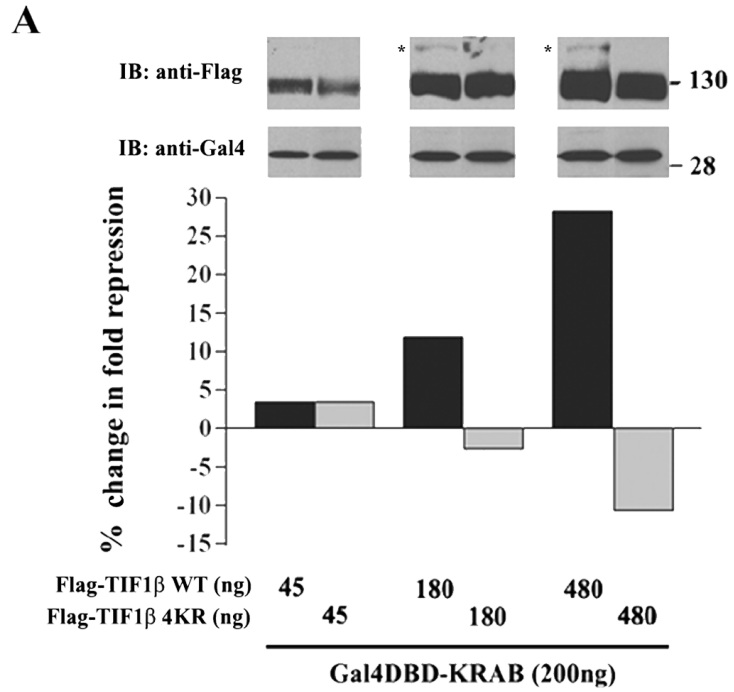 A
* *
IB: anti-Flag
130
IB: anti-Gal4
28
% change in fold repression
30
25
20
15
10
5
0
-5
-10
-15
Flag-TIF1β WT (ng) 45 180 480
Flag-TIF1β 4KR (ng) 45 180 480
Gal4DBD-KRAB (200ng)